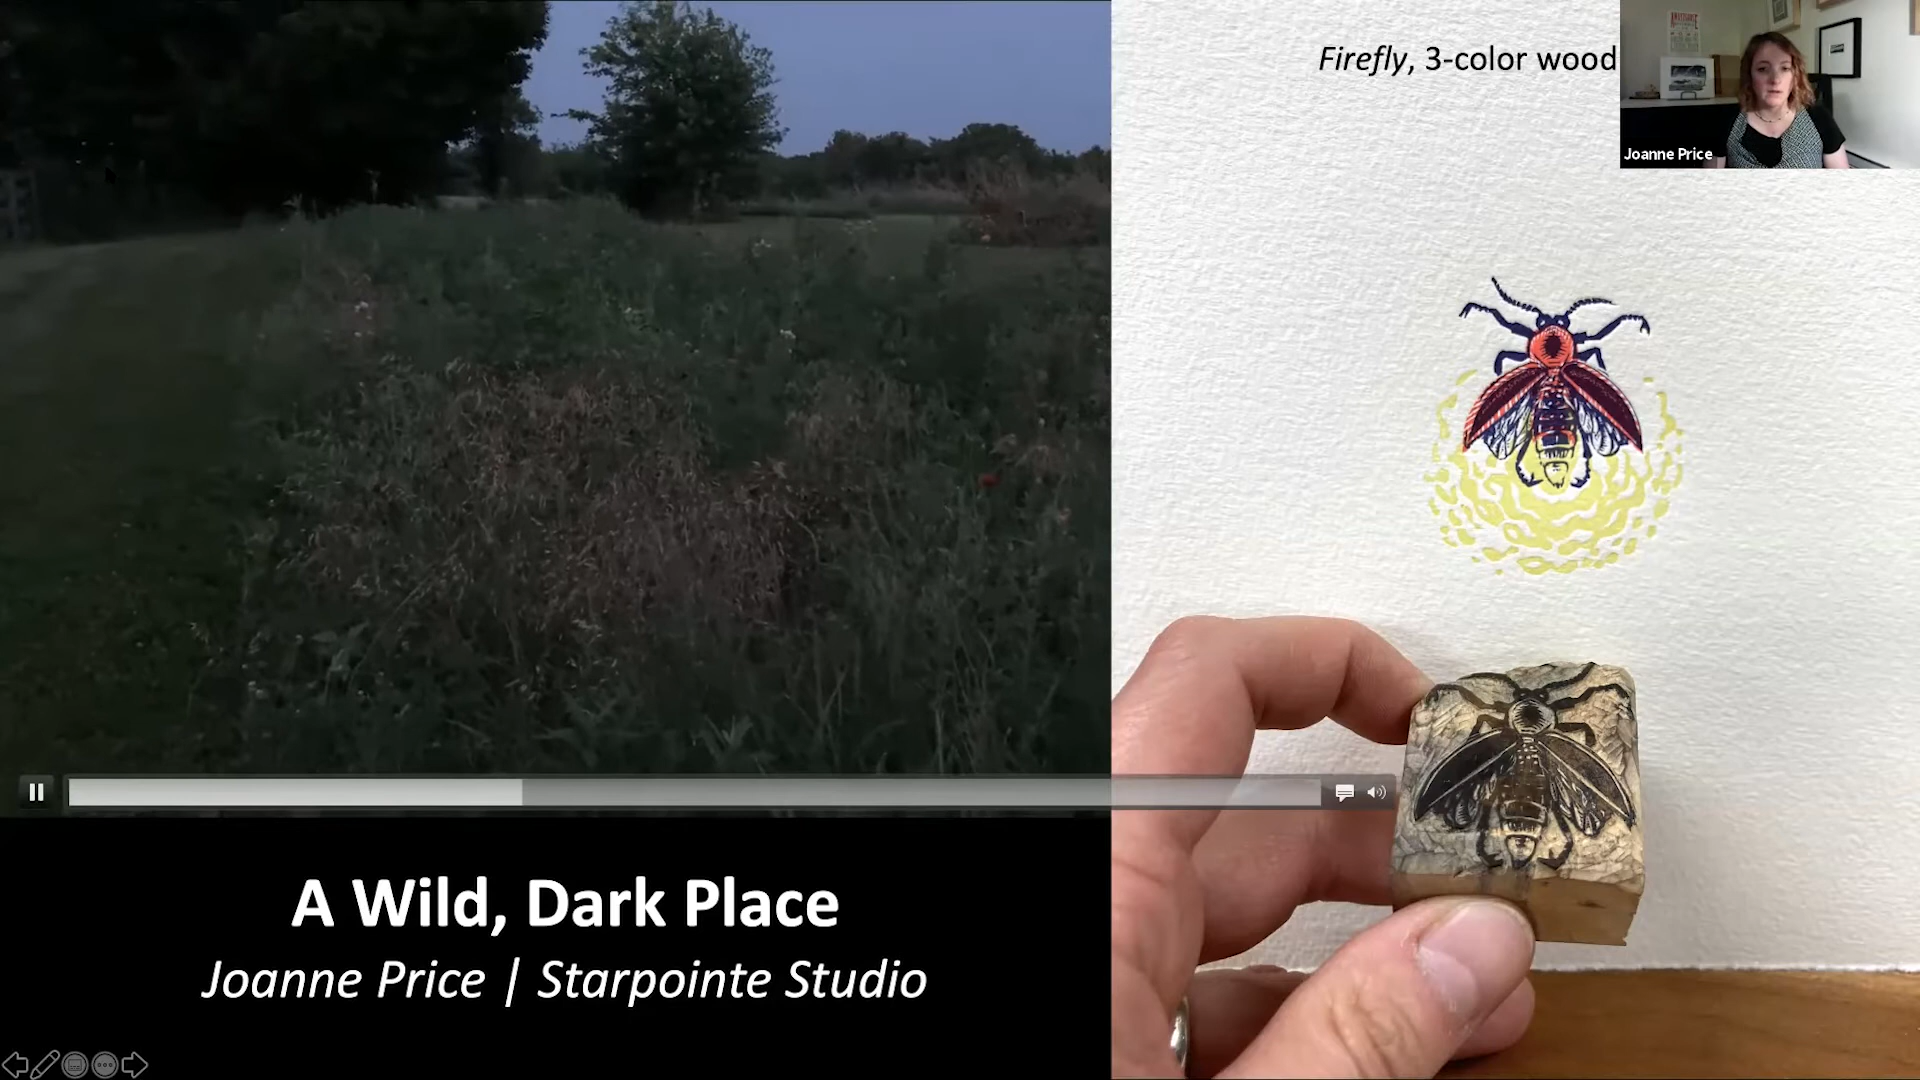 Firefly, 3-color wood
Joanne Price
A Wild, Dark Place
Joanne Price | Starpointe Studio